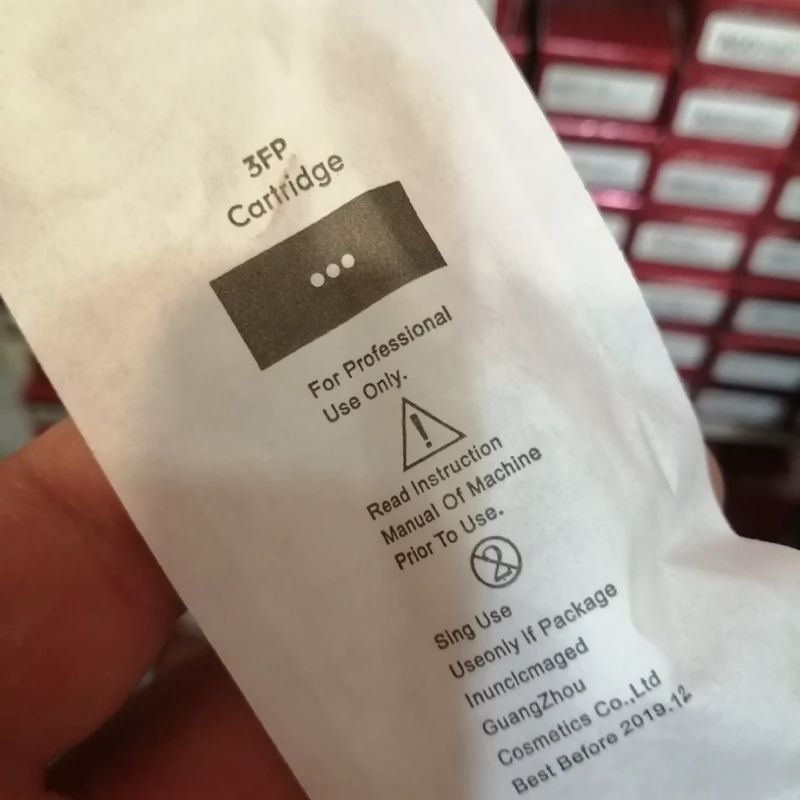 3FP
Cartridge
For Professional
Use Only.
Read Instruction
Manual Of Machine
Prior To Use.
2
Sing Use
Useonly If Package
Inunclcmaged
GuangZhou
Cosmetics Co.,Ltd
Best Before 2019.12